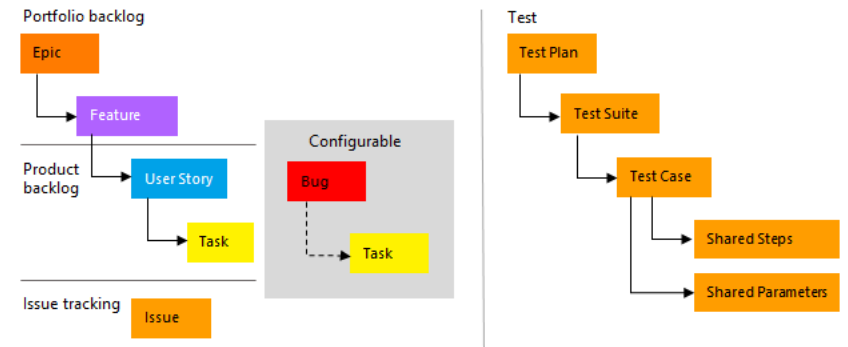 Portfolio backlog
Epic
Feature
Product
backlog
User Story
Task
Issue tracking
Issue
Configurable
Bug
Task
Test
Test Plan
Test Suite
Test Case
Shared Steps
Shared Parameters